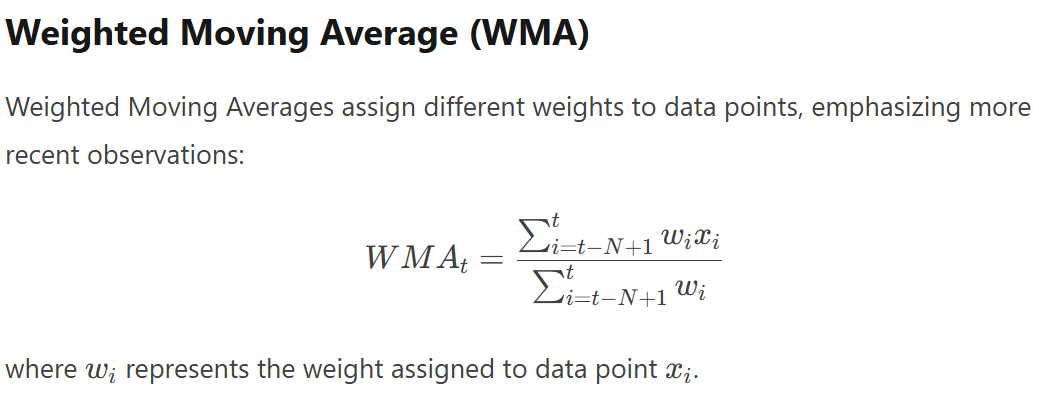 Weighted Moving Average (WMA)
Weighted Moving Averages assign different weights to data points, emphasizing more
recent observations:
$WMA_t = \frac{\sum_{i=t-N+1}^{t} w_i x_i}{\sum_{i=t-N+1}^{t} w_i}$
where $w_i$ represents the weight assigned to data point $x_i$.